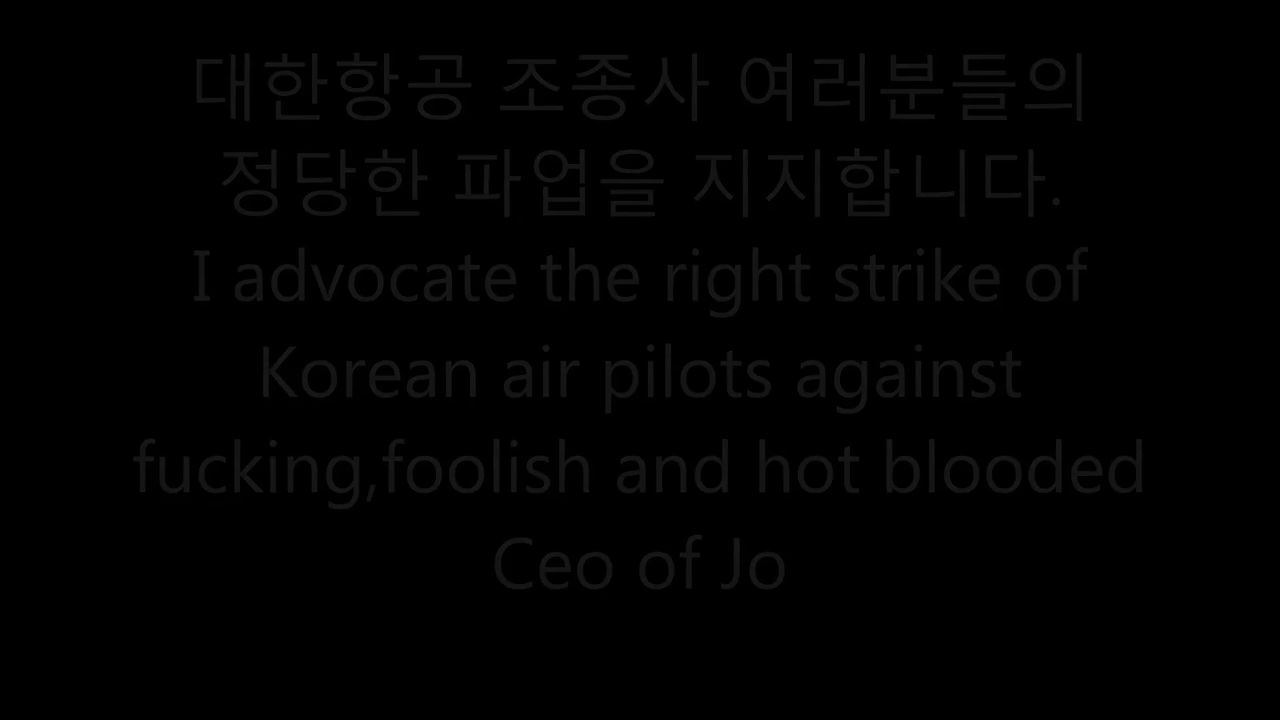 대한항공 조종사 여러분들의
정당한 파업을 지지합니다.
I advocate the right strike of
Korean air pilots against
fucking,foolish and hot blooded
Ceo of Jo